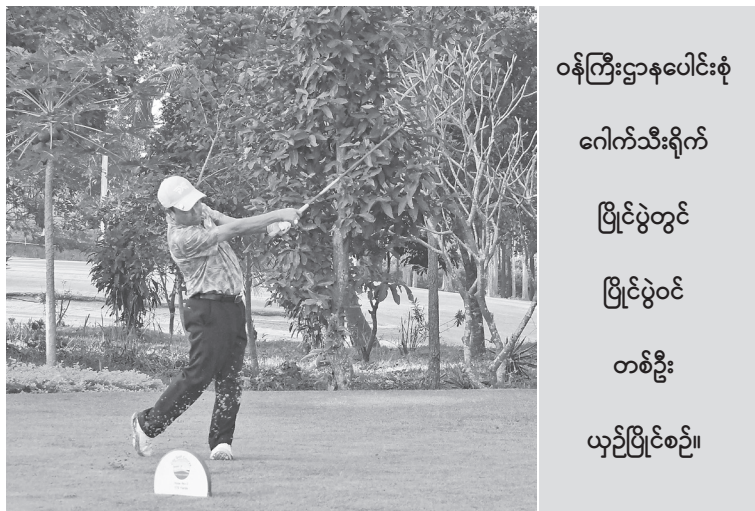 ဝန်ကြီးဌာနပေါင်းစုံ
ဂေါက်သီးရိုက်
ပြိုင်ပွဲတွင်
ပြိုင်ပွဲဝင်
တစ်ဦး
ယှဉ်ပြိုင်စဉ်။